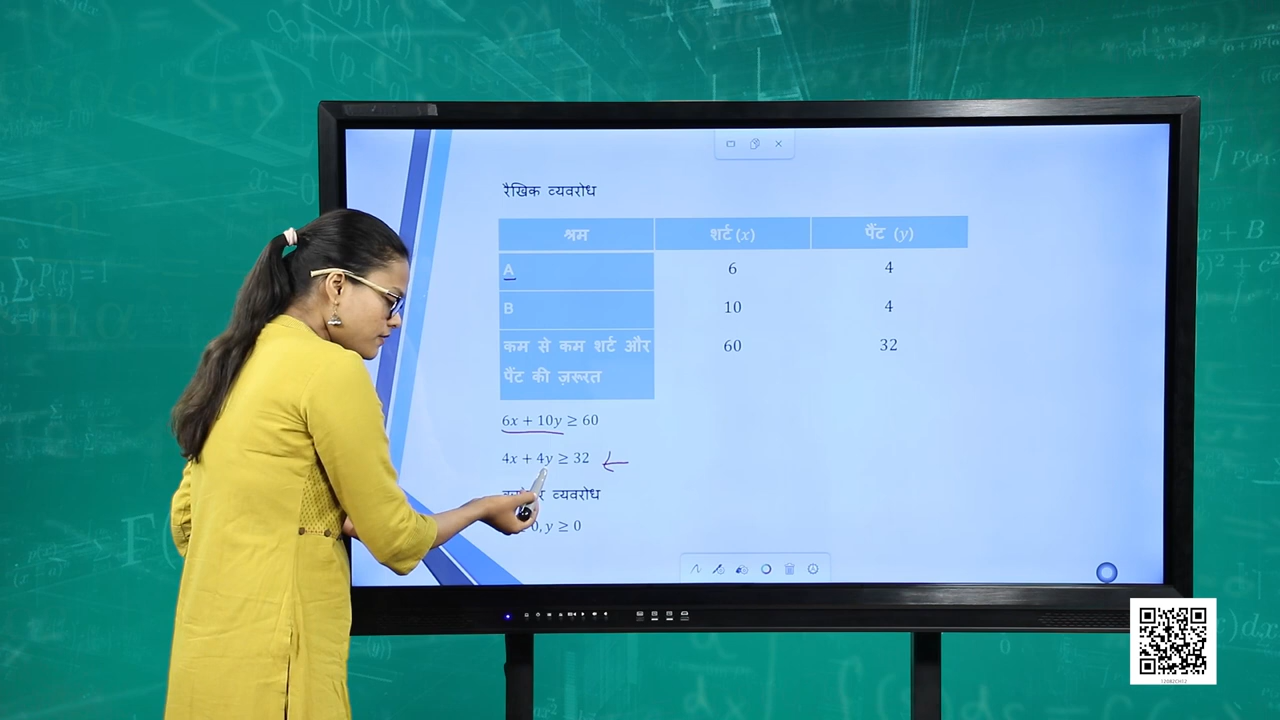 रैखिक व्यवरोध
श्रम शर्ट (x) पैंट (y)
A 6 4
B 10 4
कम से कम शर्ट और 60 32
पैंट की ज़रूरत
6x + 10y ≥ 60
4x + 4y ≥ 32
व्यवरोध
0, y ≥ 0
12082CH12